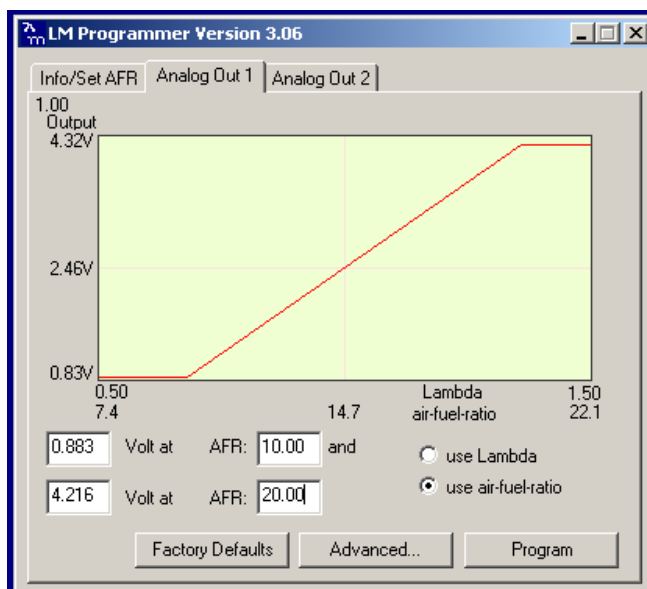 LM Programmer Version 3.06
Info/Set AFR Analog Out 1 Analog Out 2
1.00
Output
4.32V
2.46V
0.83V
0.50 Lambda 1.50
7.4 14.7 air-fuel-ratio 22.1
0.883 Volt at AFR: 10.00 and
use Lambda
4.216 Volt at AFR: 20.00
use air-fuel-ratio
Factory Defaults Advanced... Program